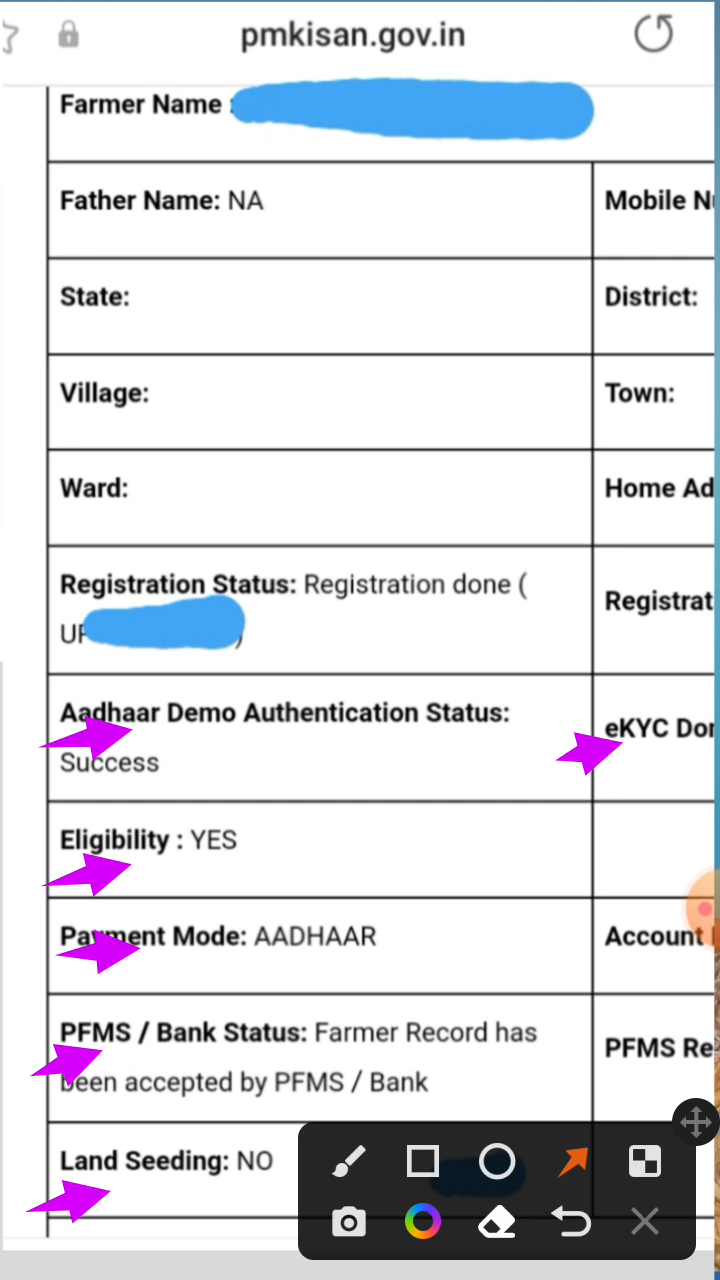 pmkisan.gov.in
Farmer Name :
Father Name: NA
Mobile
State:
District:
Village:
Town:
Ward:
Home Ad
Registration Status: Registration done (
)
Registrat
Aadhaar Demo Authentication Status:
Success
eKYC
Eligibility : YES
Payment Mode: AADHAAR
Account
PFMS / Bank Status: Farmer Record has
been accepted by PFMS / Bank
PFMS Re
Land Seeding: NO